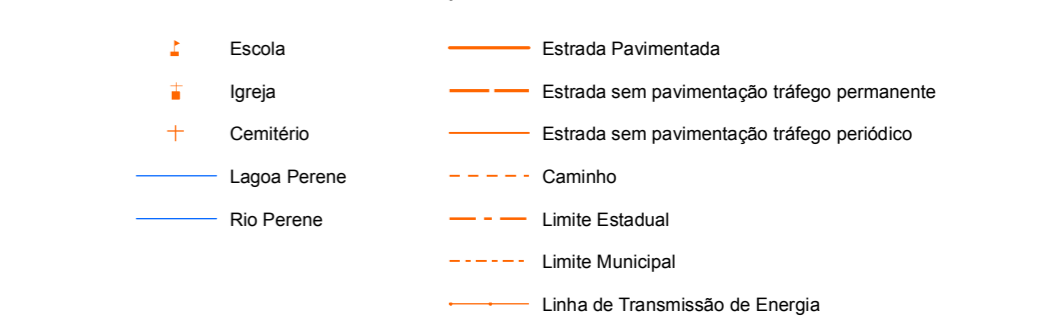 Escola
Igreja
Cemitério
Lagoa Perene
Rio Perene
Estrada Pavimentada
Estrada sem pavimentação tráfego permanente
Estrada sem pavimentação tráfego periódico
Caminho
Limite Estadual
Limite Municipal
Linha de Transmissão de Energia